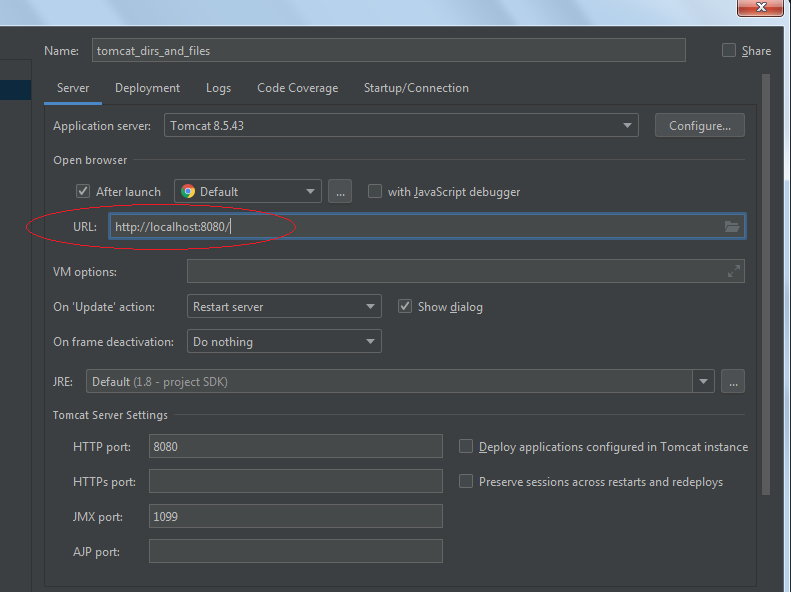 Name: tomcat_dirs_and_files Share
Server Deployment Logs Code Coverage Startup/Connection
Application server: Tomcat 8.5.43 Configure...
Open browser
After launch Default ... with JavaScript debugger
URL: http://localhost:8080/
VM options:
On 'Update' action: Restart server Show dialog
On frame deactivation: Do nothing
JRE: Default (1.8 - project SDK) ...
Tomcat Server Settings
HTTP port: 8080 Deploy applications configured in Tomcat instance
HTTPs port: Preserve sessions across restarts and redeploys
JMX port: 1099
AJP port: